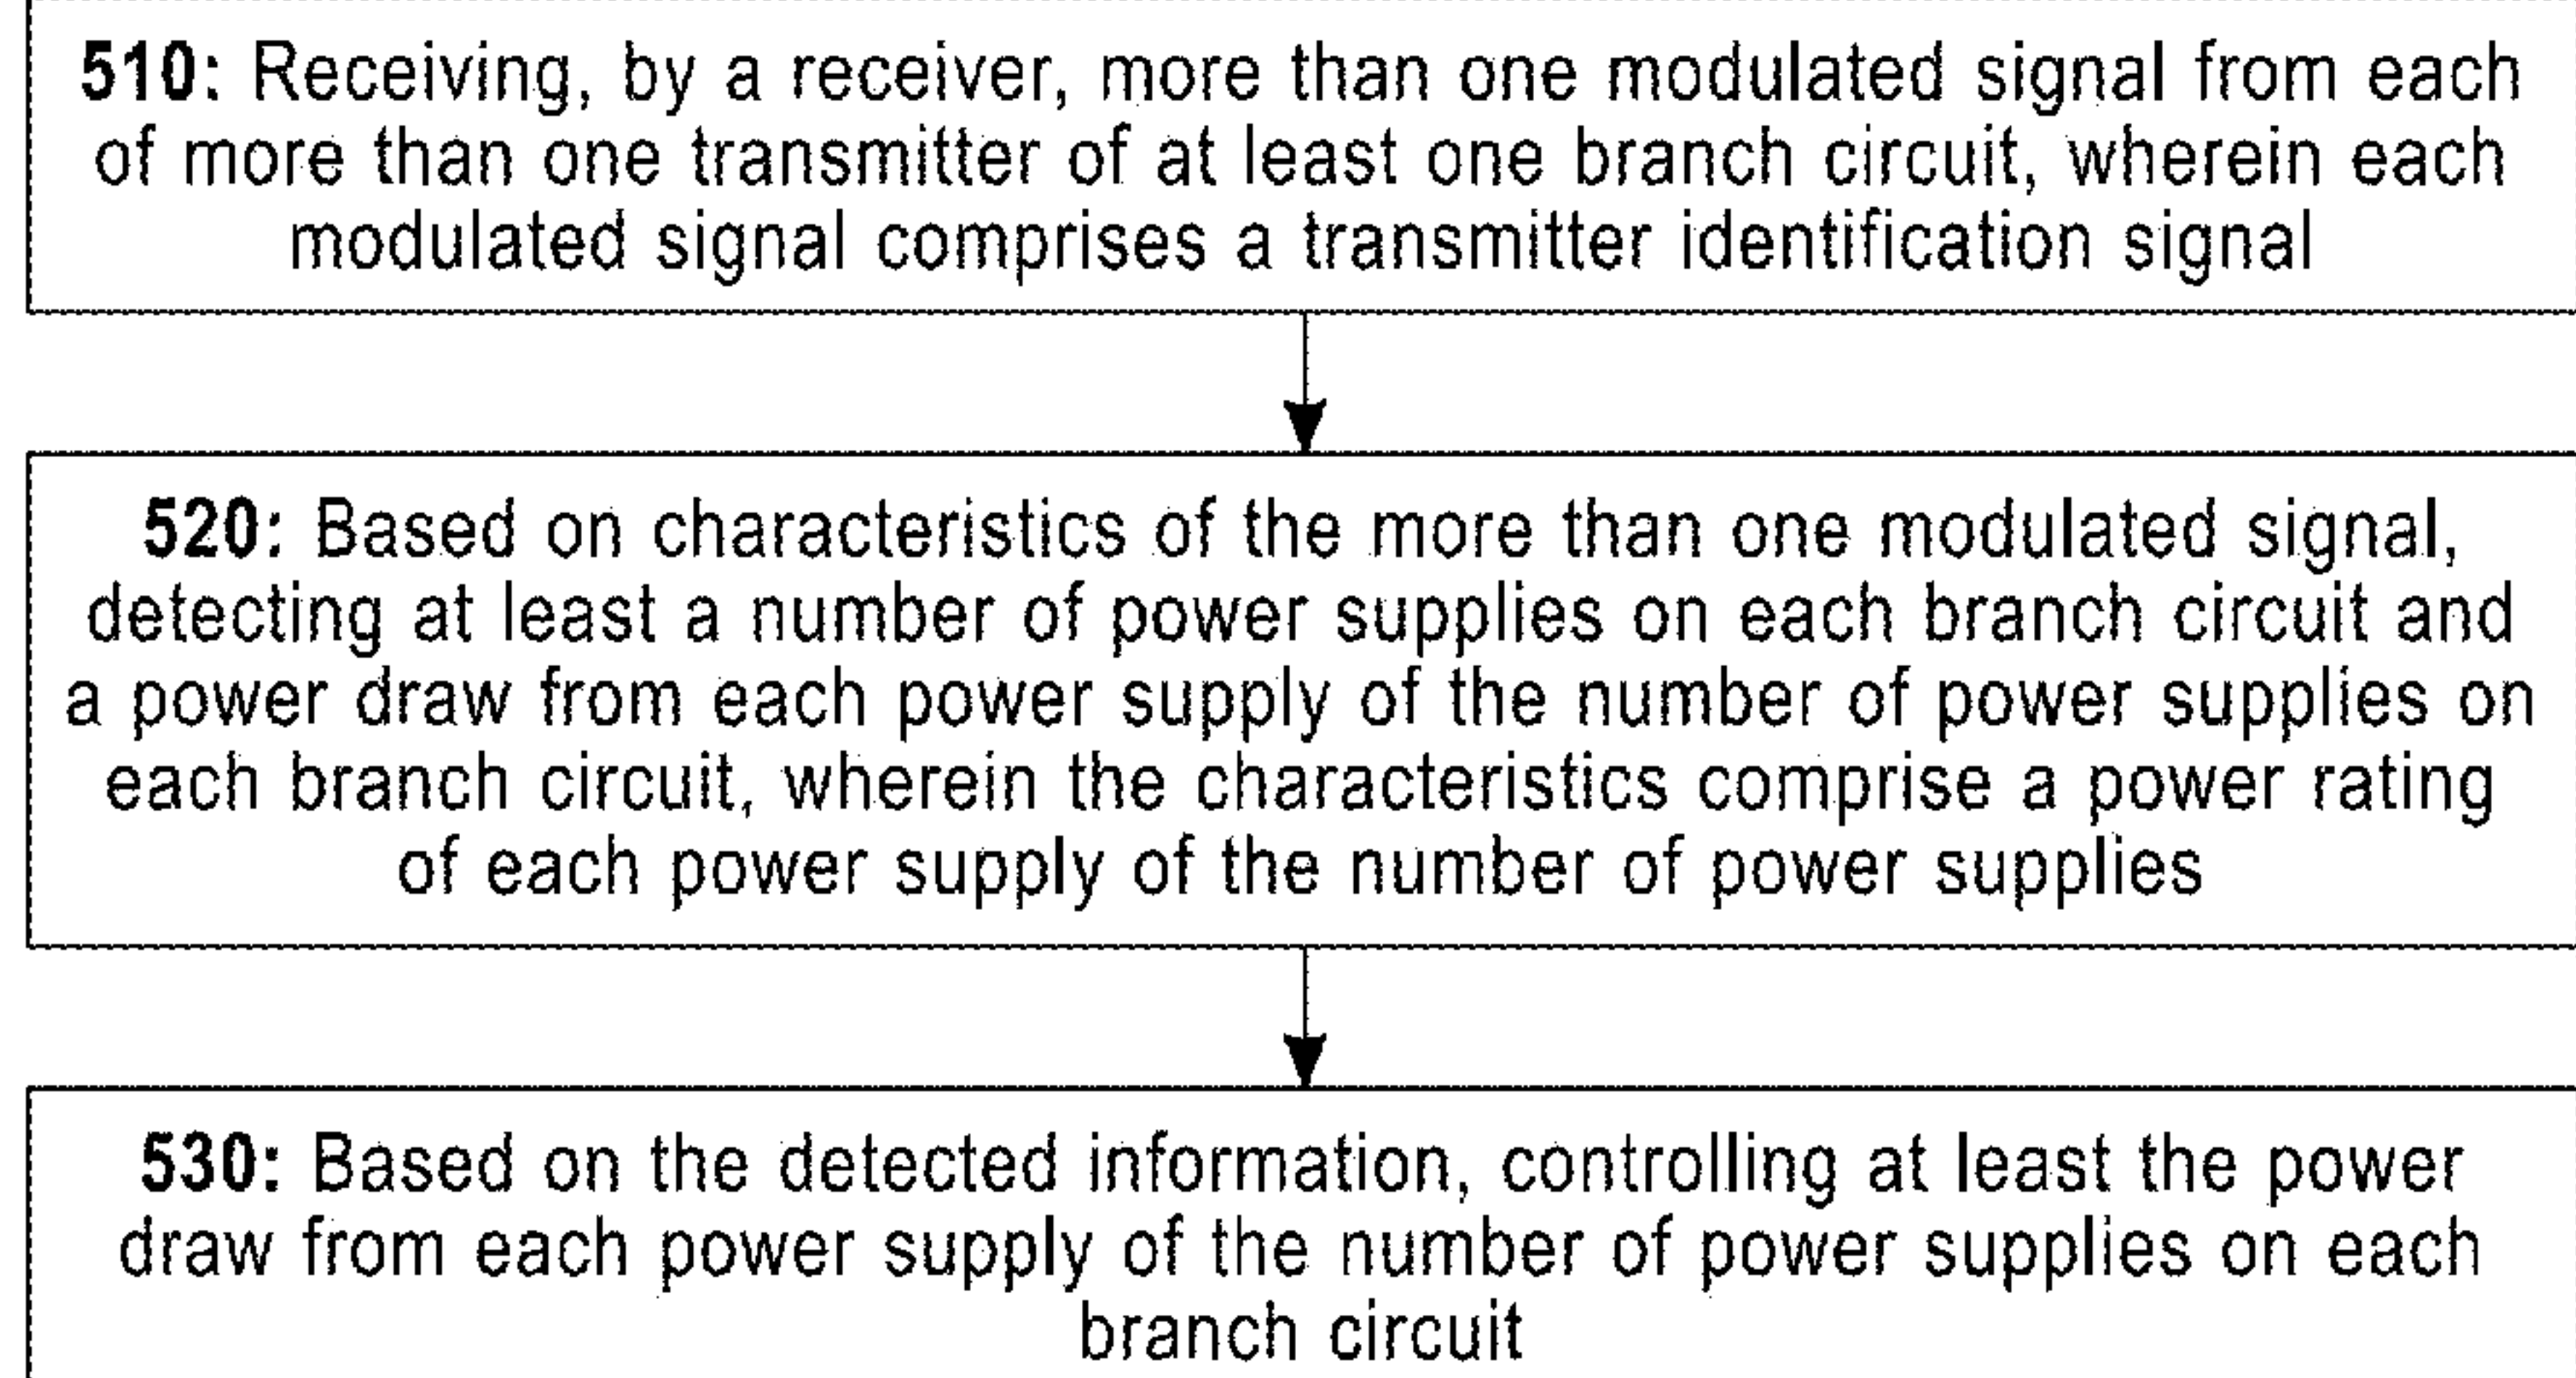 510: Receiving, by a receiver, more than one modulated signal from each
of more than one transmitter of at least one branch circuit, wherein each
modulated signal comprises a transmitter identification signal
520: Based on characteristics of the more than one modulated signal,
detecting at least a number of power supplies on each branch circuit and
a power draw from each power supply of the number of power supplies on
each branch circuit, wherein the characteristics comprise a power rating
of each power supply of the number of power supplies
530: Based on the detected information, controlling at least the power
draw from each power supply of the number of power supplies on each
branch circuit